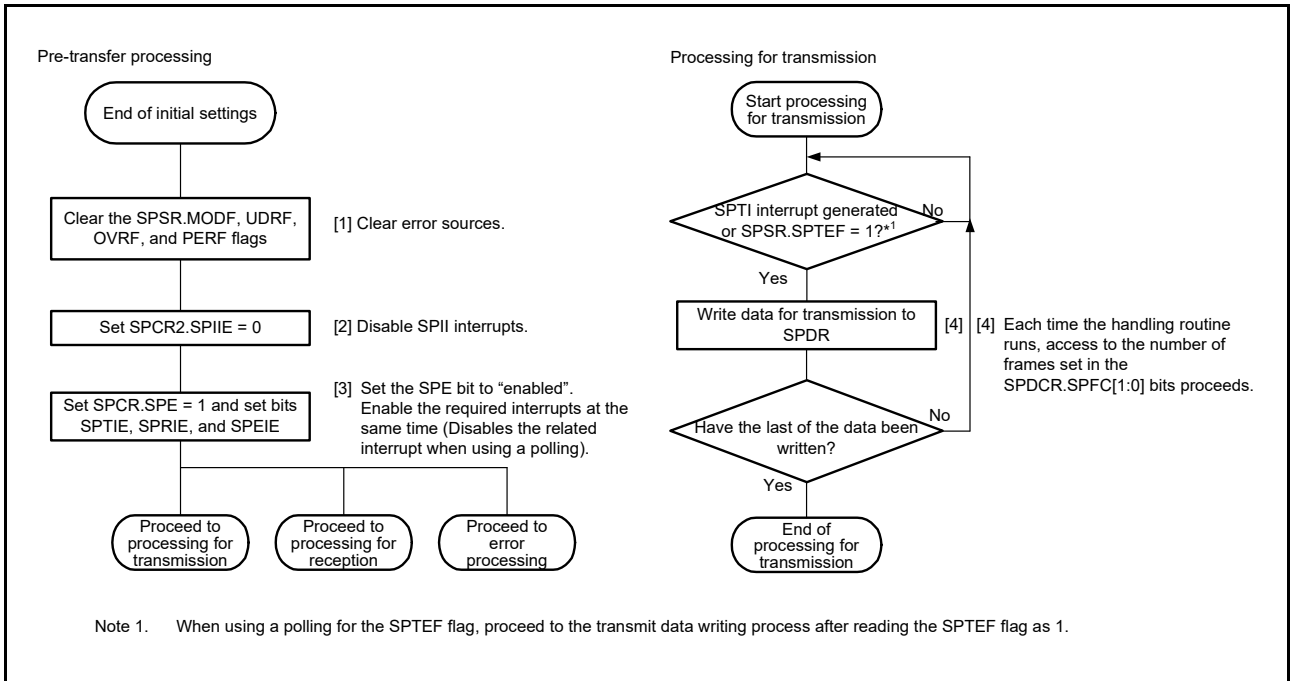 Pre-transfer processing
End of initial settings
Clear the SPSR.MODF, UDRF,
OVRF, and PERF flags
[1] Clear error sources.
Set SPCR2.SPIIE = 0
[2] Disable SPII interrupts.
Set SPCR.SPE = 1 and set bits
SPTIE, SPRIE, and SPEIE
[3] Set the SPE bit to “enabled”.
Enable the required interrupts at the
same time (Disables the related
interrupt when using a polling).
Proceed to
processing for
transmission
Proceed to
processing for
reception
Proceed to
error
processing
Processing for transmission
Start processing
for transmission
SPTI interrupt generated
or SPSR.SPTEF = 1?*1
No
Yes
Write data for transmission to
SPDR
[4]
[4] Each time the handling routine
runs, access to the number of
frames set in the
SPDCR.SPFC[1:0] bits proceeds.
Have the last of the data been
written?
No
Yes
End of
processing for
transmission
Note 1. When using a polling for the SPTEF flag, proceed to the transmit data writing process after reading the SPTEF flag as 1.